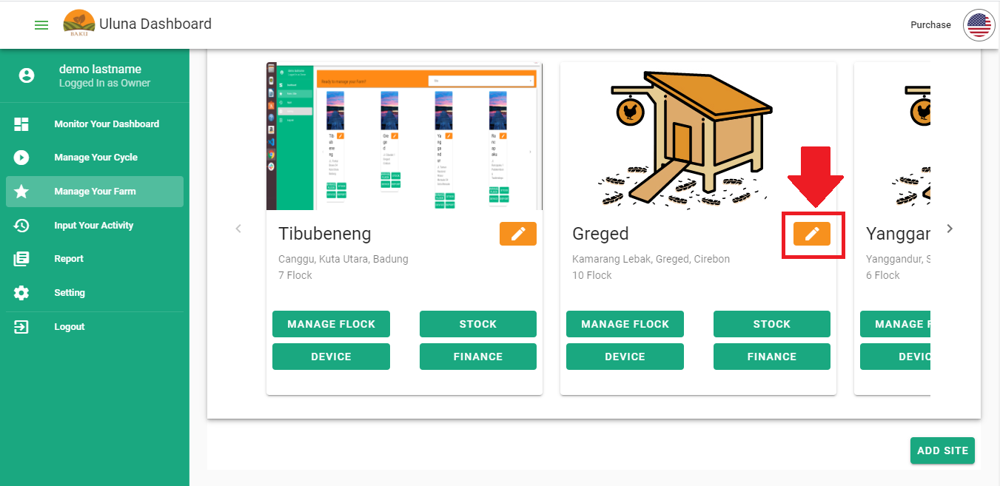 BAKU
Uluna Dashboard
Purchase
demo lastname
Logged In as Owner
Monitor Your Dashboard
Manage Your Cycle
Manage Your Farm
Input Your Activity
Report
Setting
Logout
Ready to manage your Farm?
Tibubeneng
Canggu, Kuta Utara, Badung
7 Flock
MANAGE FLOCK
STOCK
DEVICE
FINANCE
Greged
Kamarang Lebak, Greged, Cirebon
10 Flock
MANAGE FLOCK
STOCK
DEVICE
FINANCE
Yanggan
Yanggandur, S
6 Flock
MANAGE F
DEVIC
ADD SITE